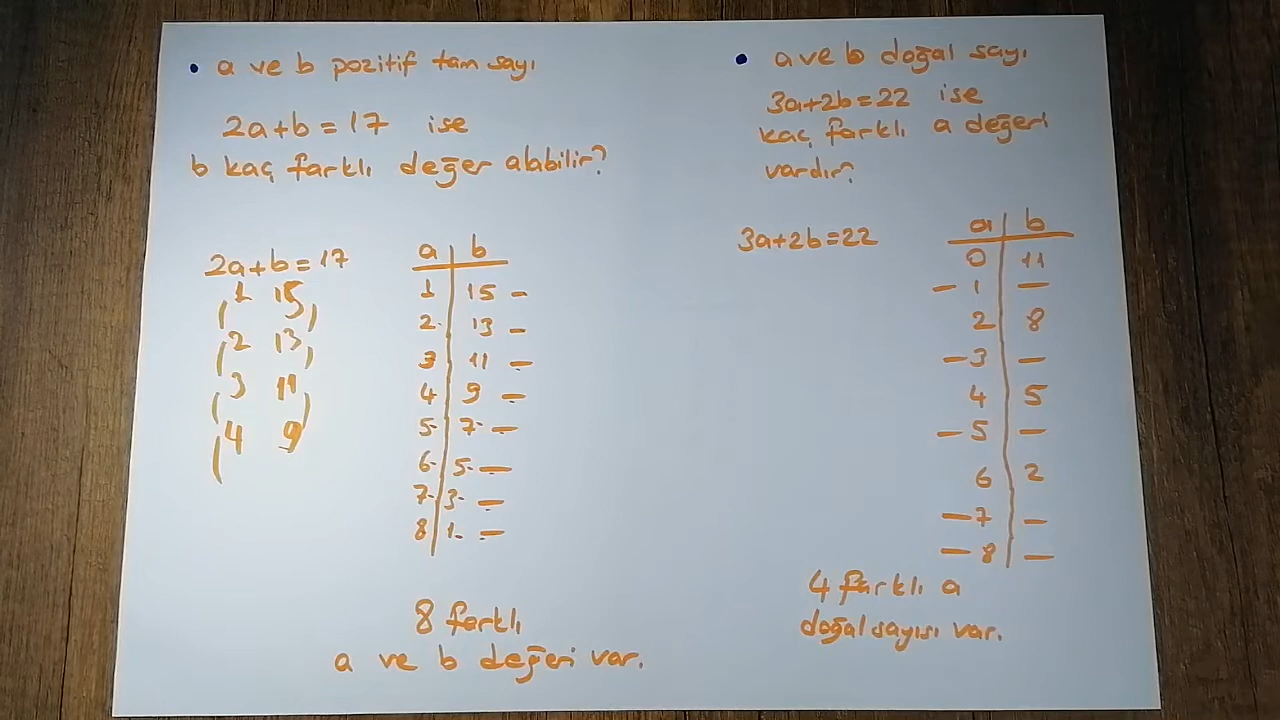 • a ve b pozitif tam sayı
2a+b=17 ise
b kaç farklı değer alabilir?
2a+b=17
(1 15)
(2 13)
(3 11)
(4 9
a b
1 15 -
2 13 -
3 11 -
4 9 -
5 7 -
6 5 -
7 3 -
8 1 -
8 farklı
a ve b değeri var.
• a ve b doğal sayı
3a+2b=22 ise
kaç farklı a değeri
vardır?
3a+2b=22
a b
0 11
- 1 -
2 8
- 3 -
4 5
- 5 -
6 2
- 7 -
- 8 -
4 farklı a
doğal sayısı var.